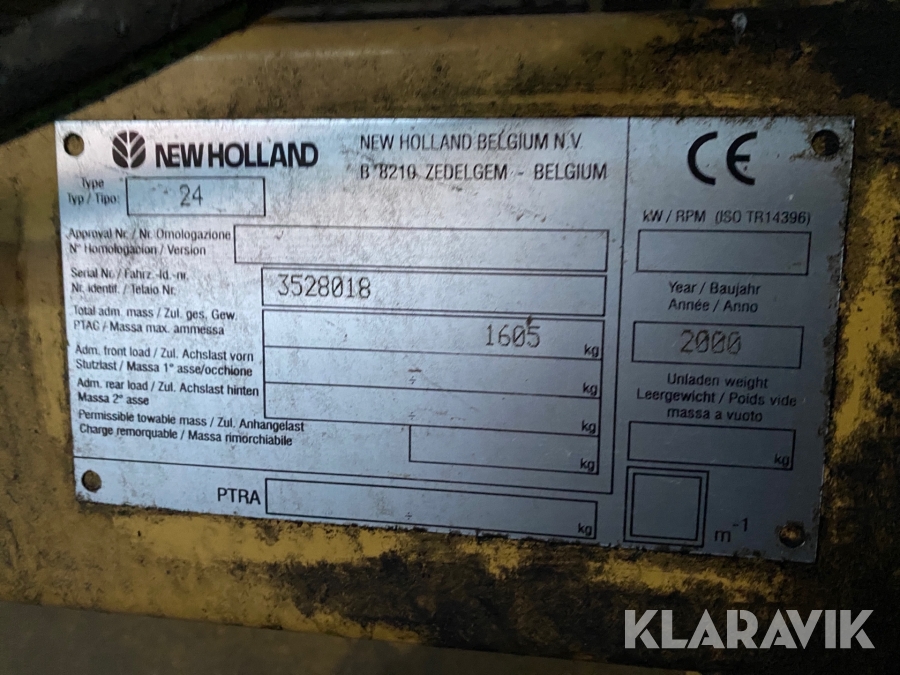 NEW HOLLAND
NEW HOLLAND BELGIUM N.V.
B 8210 ZEDELGEM - BELGIUM
Type
Typ / Tipo:
24
Approval Nr. / Nr. Omologazione
N° Homologacion / Version
Serial Nr. / Fahrz.-Id.-nr.
Nr. identif. / Telaio Nr.
3528018
Total adm. mass / Zul. ges. Gew.
PTAC / Massa max. ammessa
1605 kg
Adm. front load / Zul. Achslast vorn
Stutzlast / Massa 1° asse/occhione
÷ kg
Adm. rear load / Zul. Achslast hinten
Massa 2° asse
÷ kg
Permissible towable mass / Zul. Anhangelast
Charge remorquable / Massa rimorchiabile
kg
PTRA
÷ kg
CE
kW / RPM (ISO TR14396)
Year / Baujahr
Année / Anno
2000
Unladen weight
Leergewicht / Poids vide
massa a vuoto
kg
m-1
KLARAVIK